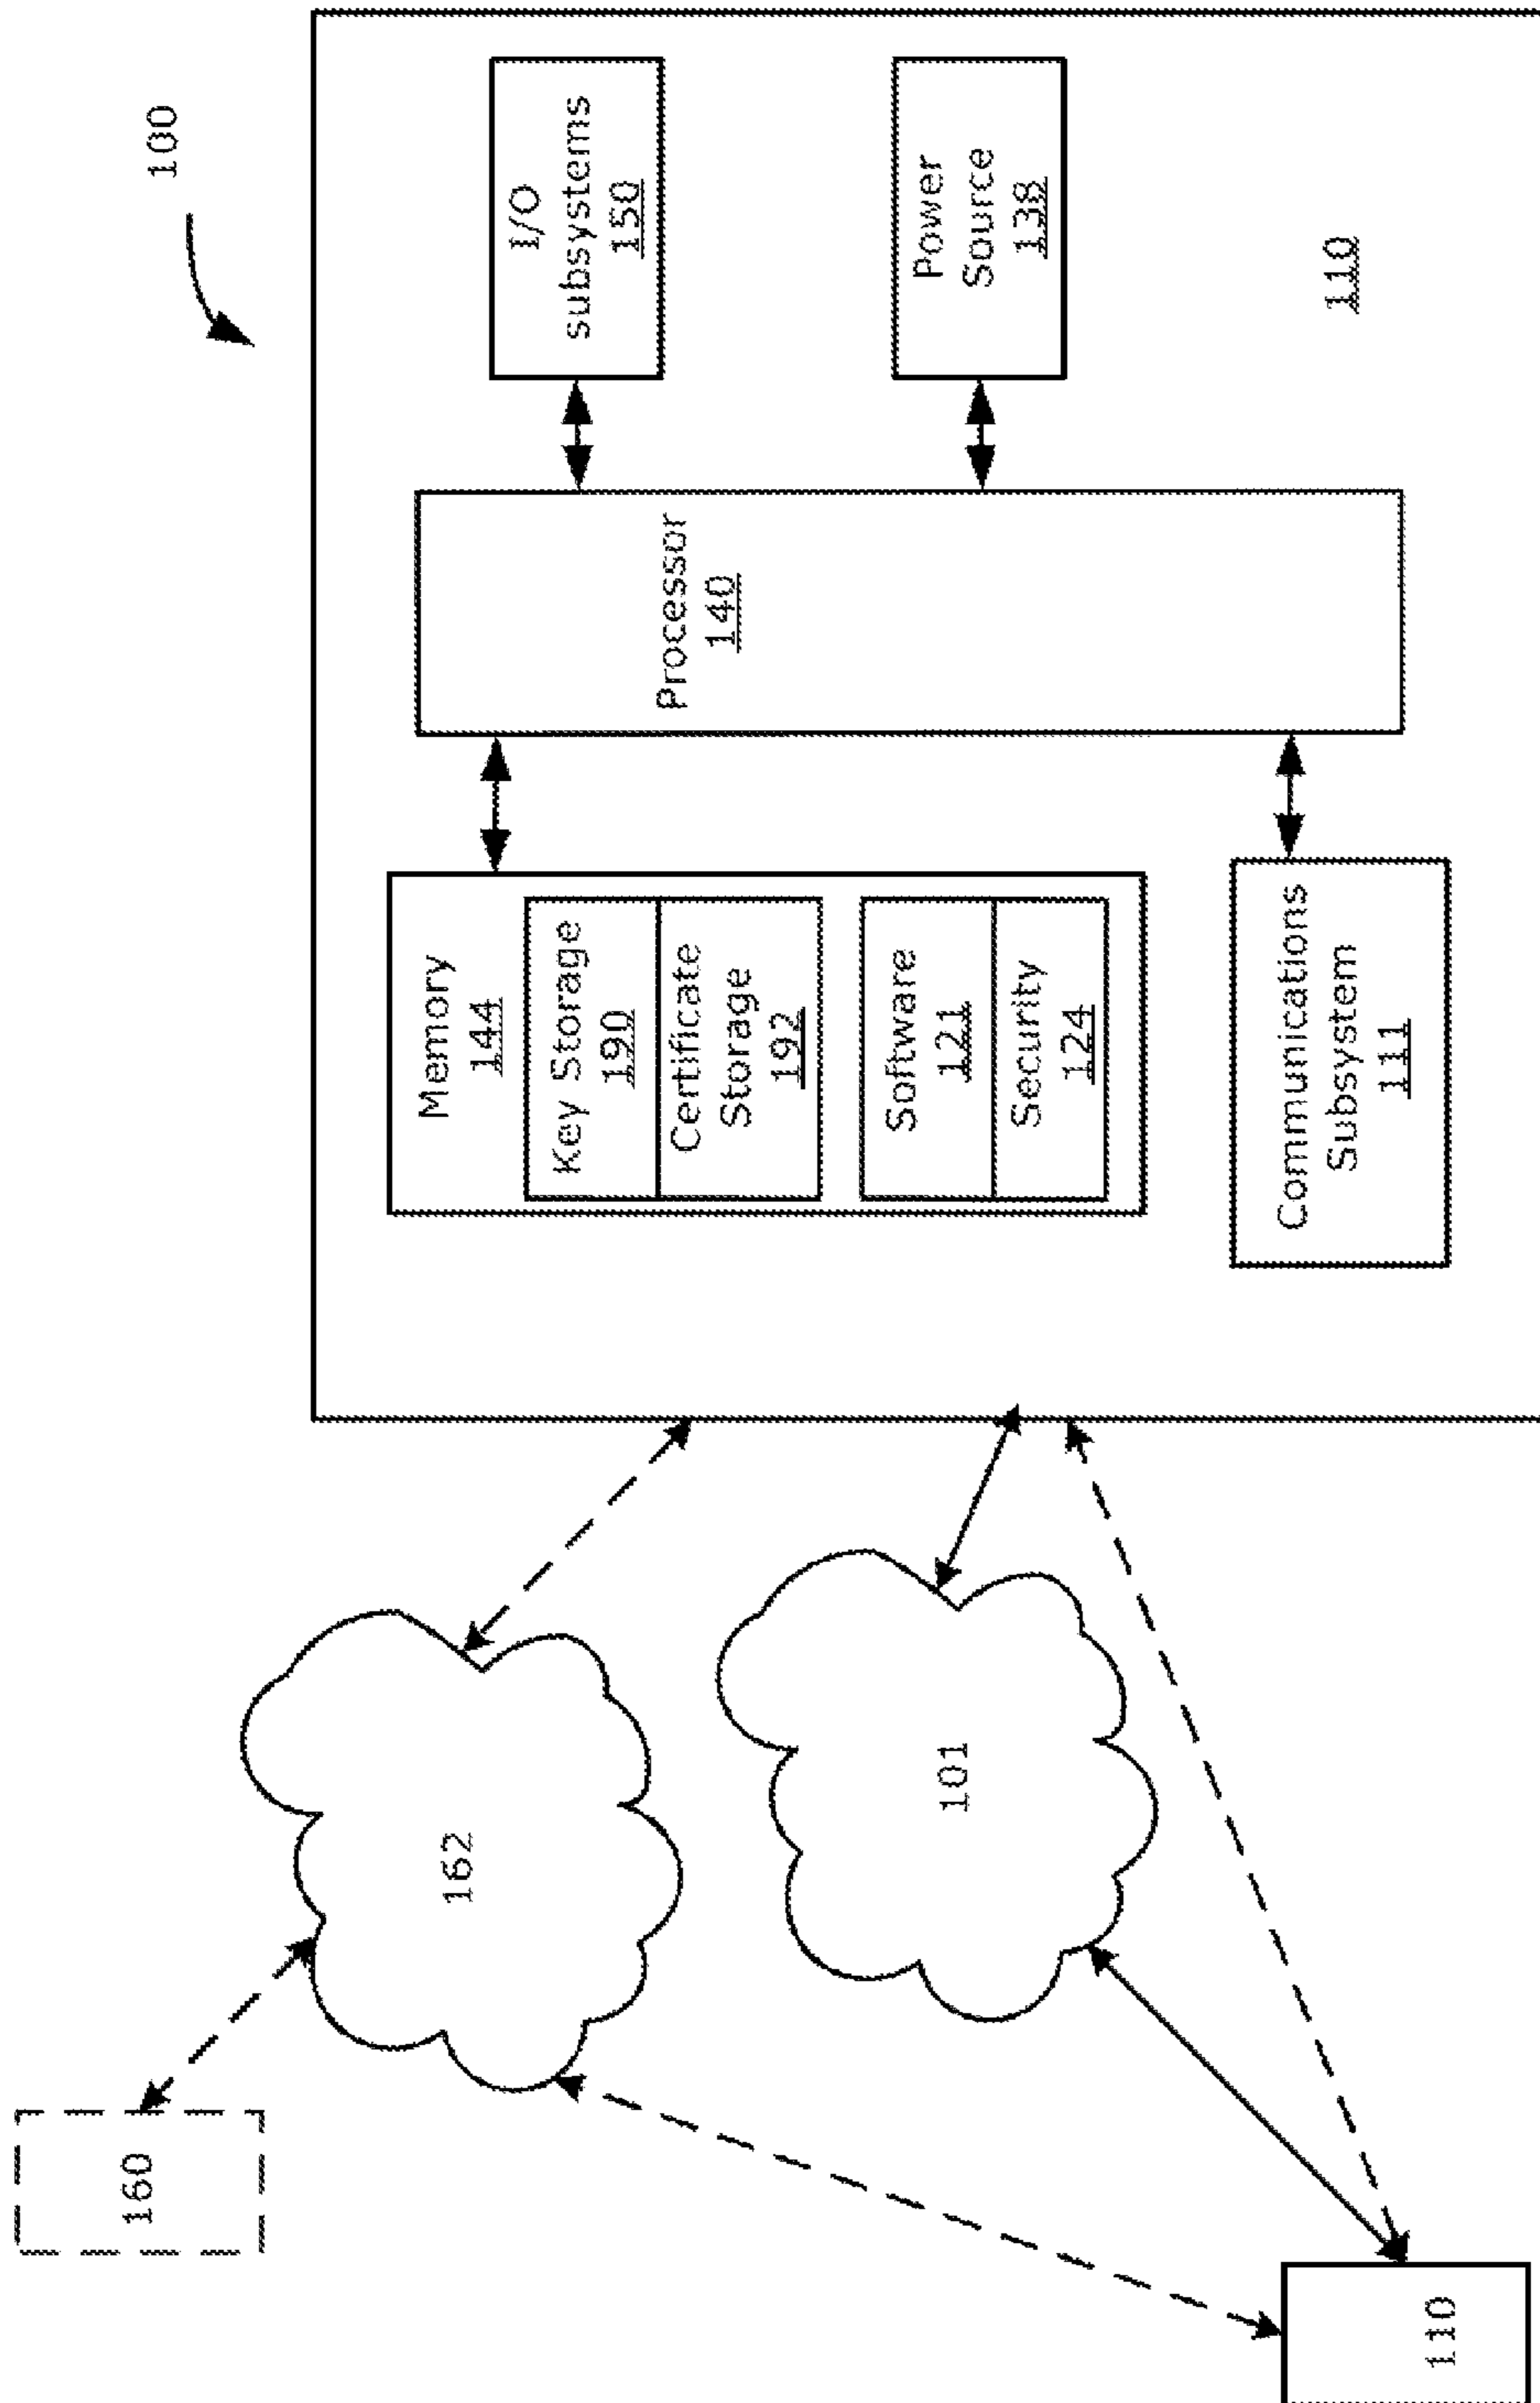 100
160
162
101
110
Memory
144
Key Storage
190
Certificate
Storage
192
Software
121
Security
124
Communications
Subsystem
111
Processor
140
I/O
subsystems
150
Power
Source
138
110